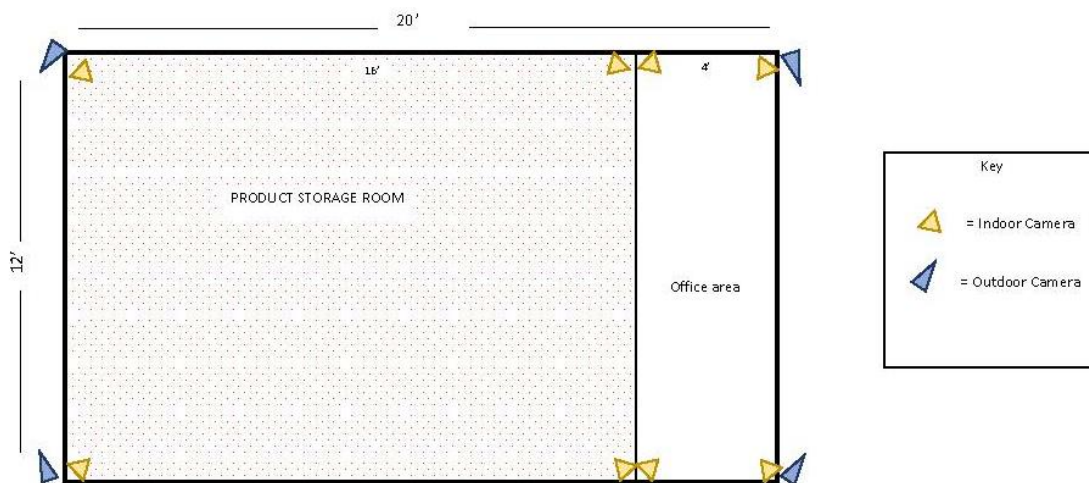 20'
16'
4'
PRODUCT STORAGE ROOM
12'
Office area
Key
= Indoor Camera
= Outdoor Camera